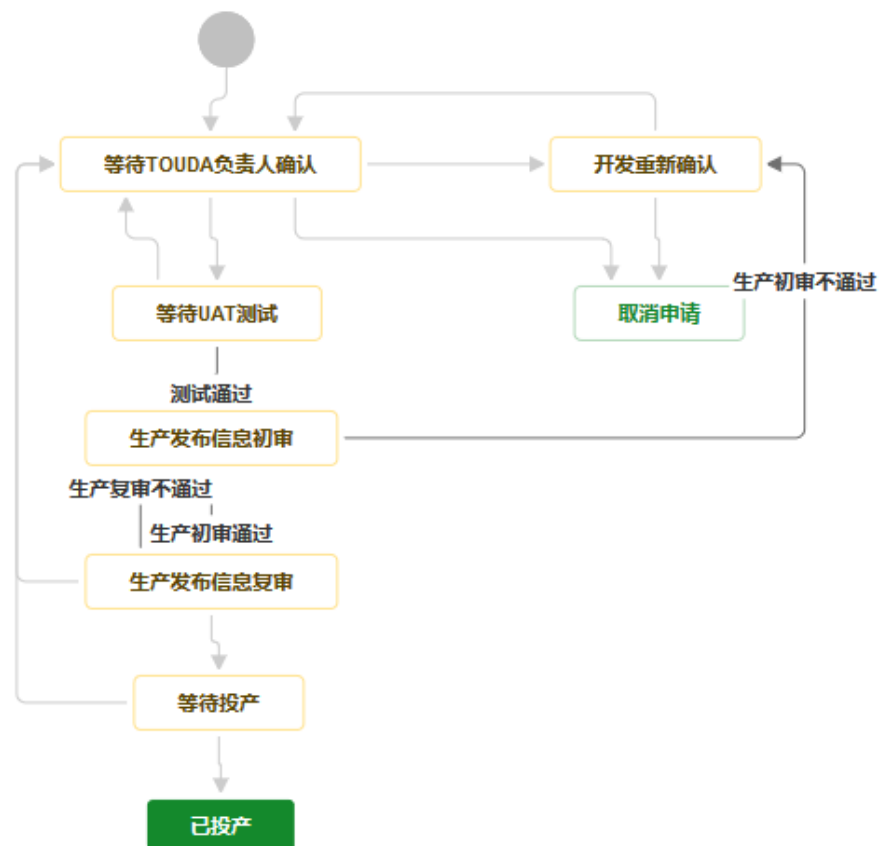 等待TOUDA负责人确认
开发重新确认
等待UAT测试
取消申请
生产初审不通过
测试通过
生产发布信息初审
生产复审不通过
生产初审通过
生产发布信息复审
等待投产
已投产